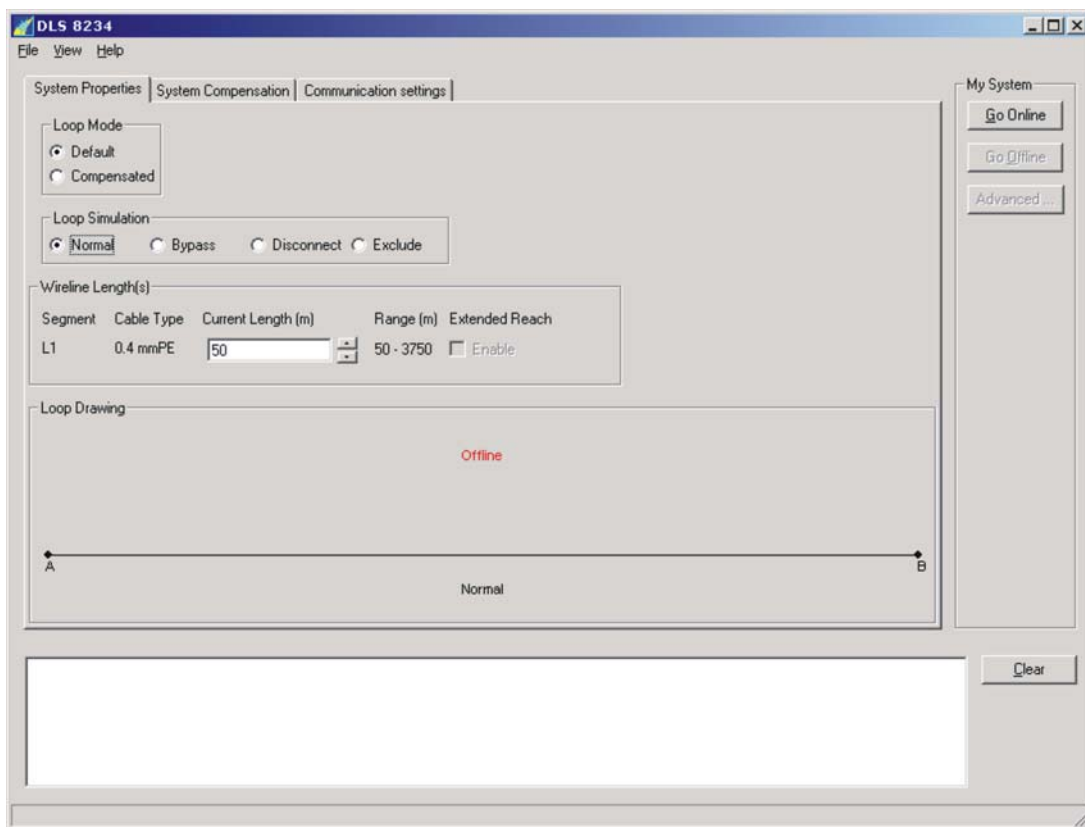 DLS 8234
File View Help
System Properties System Compensation Communication settings
My System
Go Online
Go Offline
Advanced ...
Loop Mode
Default
Compensated
Loop Simulation
Normal Bypass Disconnect Exclude
Wireline Length(s)
Segment Cable Type Current Length (m) Range (m) Extended Reach
L1 0.4 mmPE 50 50 - 3750 Enable
Loop Drawing
Offline
A B
Normal
Clear